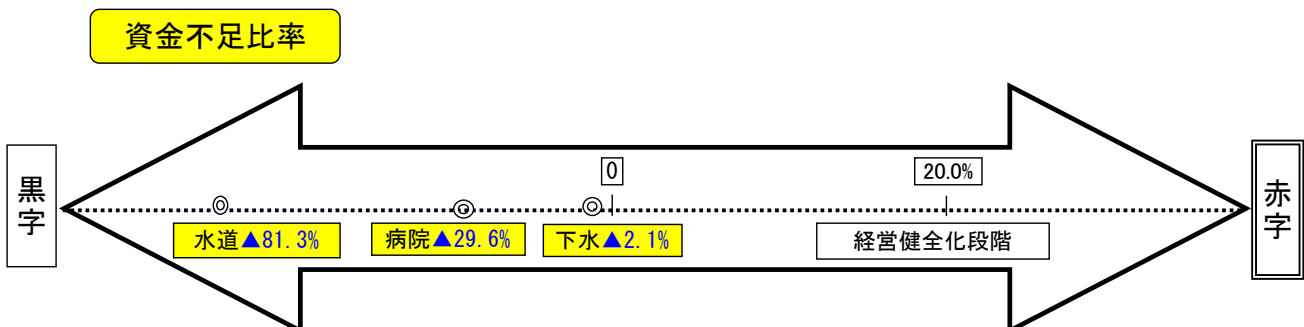 資金不足比率
黒字
0
20.0%
赤字
水道▲81.3%
病院▲29.6%
下水▲2.1%
経営健全化段階